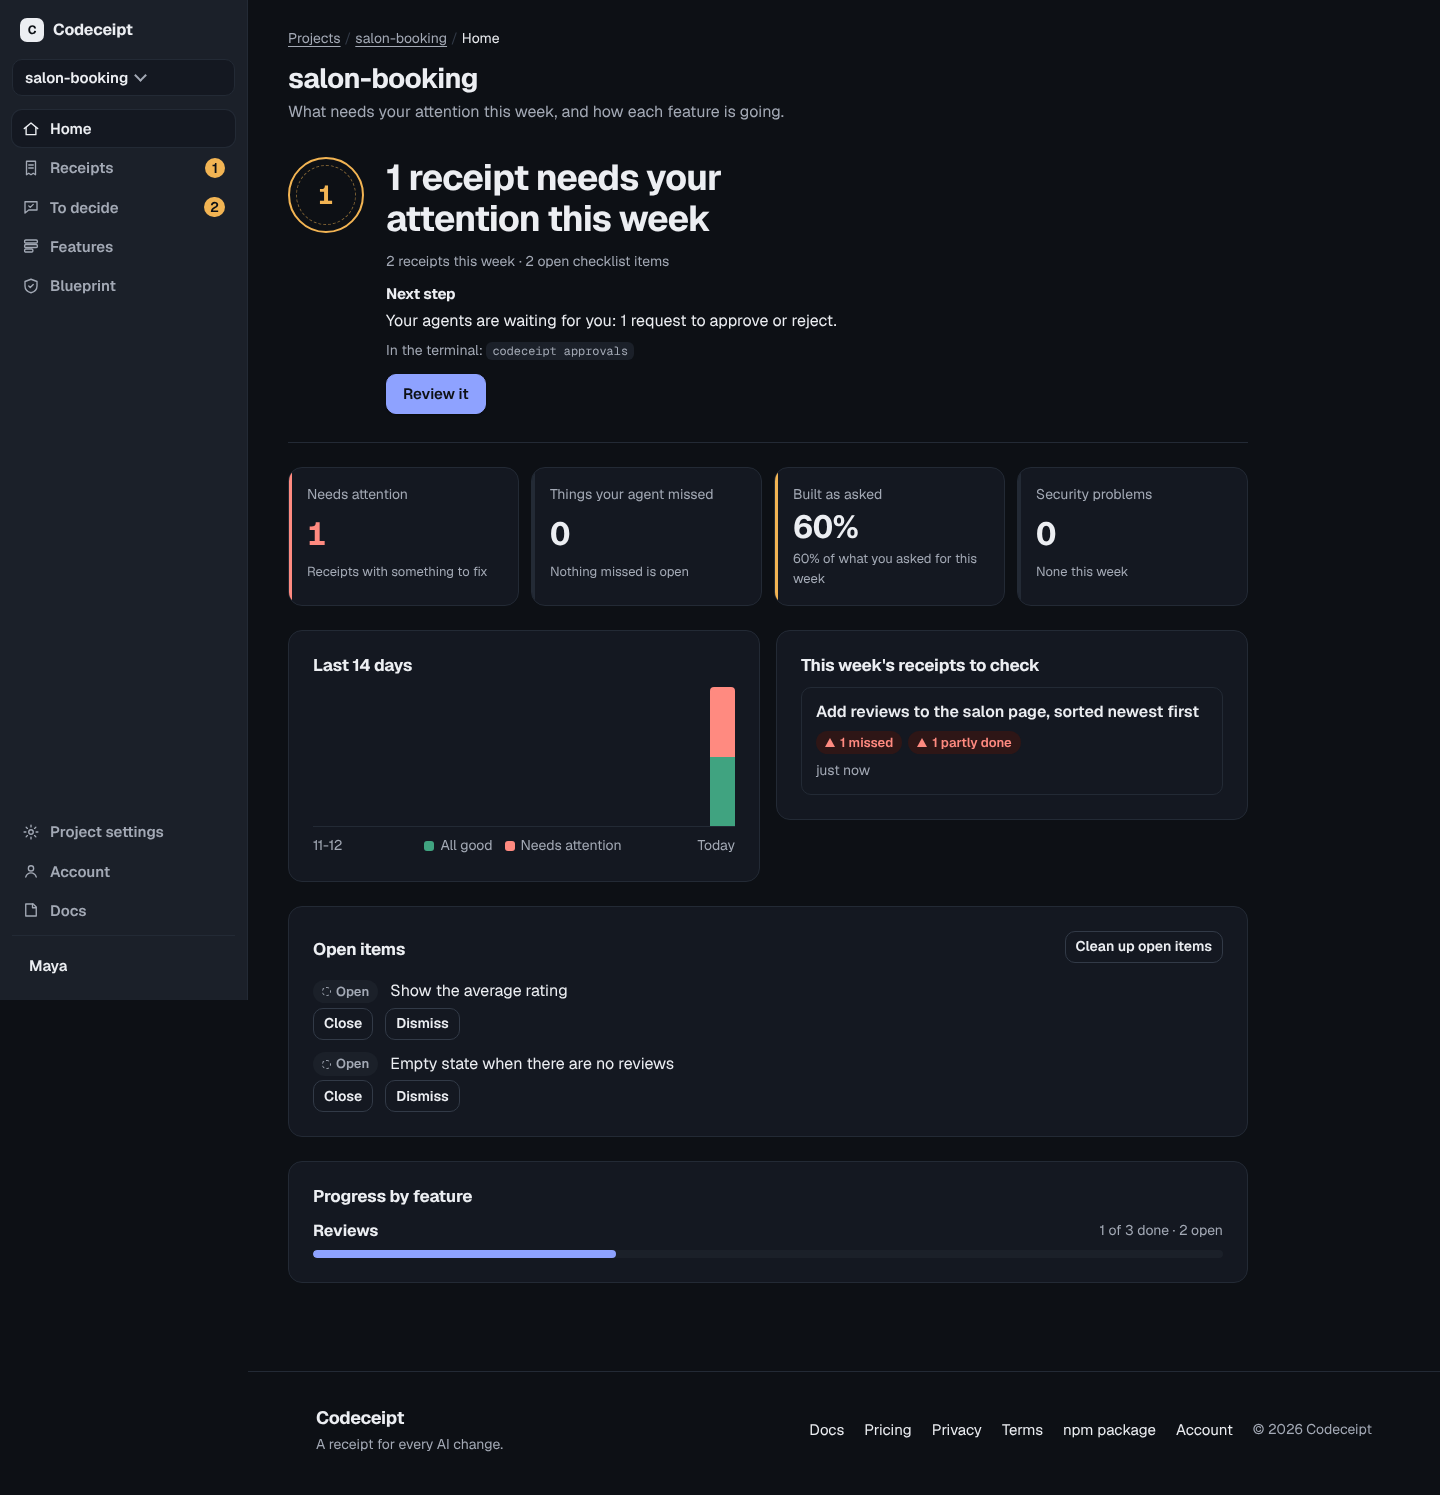 C Codeceipt
salon-booking
Home
Receipts 1
To decide 2
Features
Blueprint
Project settings
Account
Docs
Maya
Projects / salon-booking / Home
salon-booking
What needs your attention this week, and how each feature is going.
1
1 receipt needs your
attention this week
2 receipts this week · 2 open checklist items
Next step
Your agents are waiting for you: 1 request to approve or reject.
In the terminal: codeceipt approvals
Review it
Needs attention
1
Receipts with something to fix
Things your agent missed
0
Nothing missed is open
Built as asked
60%
60% of what you asked for this
week
Security problems
0
None this week
Last 14 days
11-12 All good Needs attention Today
This week's receipts to check
Add reviews to the salon page, sorted newest first
1 missed 1 partly done
just now
Open items
Clean up open items
Open Show the average rating
Close Dismiss
Open Empty state when there are no reviews
Close Dismiss
Progress by feature
Reviews 1 of 3 done · 2 open
Codeceipt
A receipt for every AI change.
Docs Pricing Privacy Terms npm package Account © 2026 Codeceipt